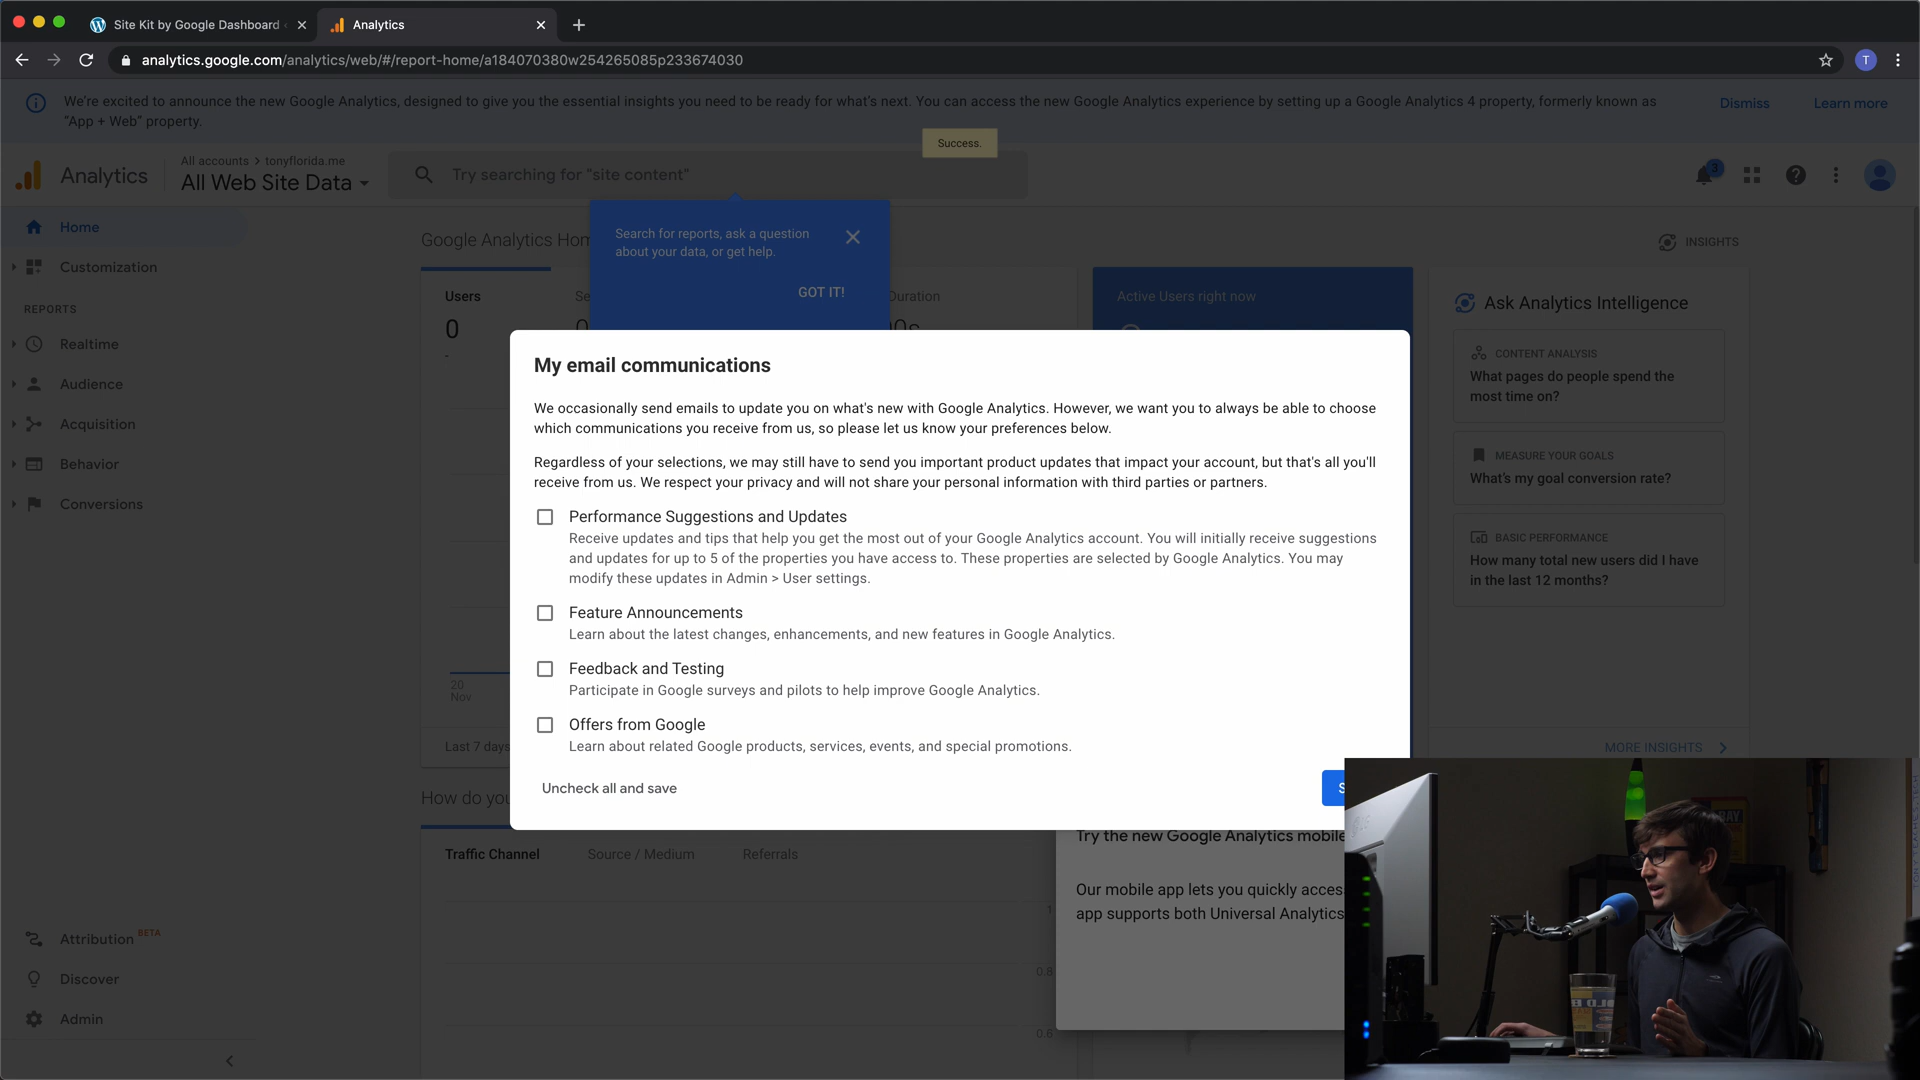 Site Kit by Google Dashboard
Analytics
analytics.google.com/analytics/web/#/report-home/a184070380w254265085p233674030
T
We're excited to announce the new Google Analytics, designed to give you the essential insights you need to be ready for what's next. You can access the new Google Analytics experience by setting up a Google Analytics 4 property, formerly known as
"App + Web" property.
Dismiss
Learn more
Success.
Analytics
All accounts > tonyflorida.me
All Web Site Data
Try searching for "site content"
3
Home
Customization
REPORTS
Realtime
Audience
Acquisition
Behavior
Conversions
Attribution BETA
Discover
Admin
Google Analytics Hom
INSIGHTS
Search for reports, ask a question
about your data, or get help.
GOT IT!
Users
Se
Duration
0
0
0s
-
Active Users right now
Ask Analytics Intelligence
CONTENT ANALYSIS
What pages do people spend the
most time on?
MEASURE YOUR GOALS
What's my goal conversion rate?
BASIC PERFORMANCE
How many total new users did I have
in the last 12 months?
MORE INSIGHTS
My email communications
We occasionally send emails to update you on what's new with Google Analytics. However, we want you to always be able to choose
which communications you receive from us, so please let us know your preferences below.
Regardless of your selections, we may still have to send you important product updates that impact your account, but that's all you'll
receive from us. We respect your privacy and will not share your personal information with third parties or partners.
Performance Suggestions and Updates
Receive updates and tips that help you get the most out of your Google Analytics account. You will initially receive suggestions
and updates for up to 5 of the properties you have access to. These properties are selected by Google Analytics. You may
modify these updates in Admin > User settings.
Feature Announcements
Learn about the latest changes, enhancements, and new features in Google Analytics.
Feedback and Testing
Participate in Google surveys and pilots to help improve Google Analytics.
Offers from Google
Learn about related Google products, services, events, and special promotions.
Uncheck all and save
S
20
Nov
Last 7 days
How do you
Traffic Channel
Source / Medium
Referrals
1
0.8
0.6
Try the new Google Analytics mobile
Our mobile app lets you quickly acces
app supports both Universal Analytics